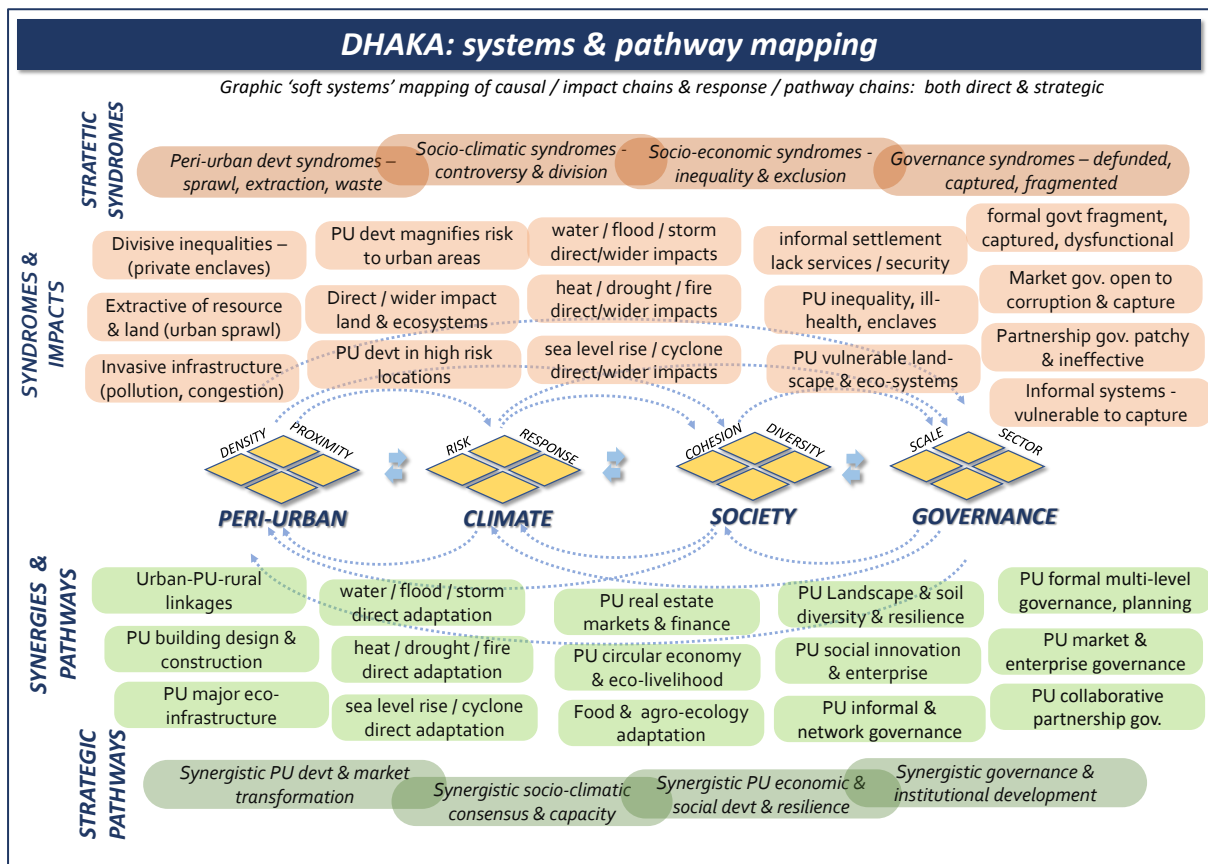 DHAKA: systems & pathway mapping
Graphic ‘soft systems’ mapping of causal / impact chains & response / pathway chains: both direct & strategic
STRATETIC
SYNDROMES
Peri-urban devt syndromes –
sprawl, extraction, waste
Socio-climatic syndromes -
controversy & division
Socio-economic syndromes -
inequality & exclusion
Governance syndromes – defunded,
captured, fragmented
SYNDROMES &
IMPACTS
Divisive inequalities –
(private enclaves)
Extractive of resource
& land (urban sprawl)
Invasive infrastructure
(pollution, congestion)
PU devt magnifies risk
to urban areas
Direct / wider impact
land & ecosystems
PU devt in high risk
locations
water / flood / storm
direct/wider impacts
heat / drought / fire
direct/wider impacts
sea level rise / cyclone
direct/wider impacts
informal settlement
lack services / security
PU inequality, ill-
health, enclaves
PU vulnerable land-
scape & eco-systems
formal govt fragment,
captured, dysfunctional
Market gov. open to
corruption & capture
Partnership gov. patchy
& ineffective
Informal systems -
vulnerable to capture
DENSITY
PROXIMITY
PERI-URBAN
RISK
RESPONSE
CLIMATE
COHESION
DIVERSITY
SOCIETY
SCALE
SECTOR
GOVERNANCE
SYNERGIES &
PATHWAYS
Urban-PU-rural
linkages
PU building design &
construction
PU major eco-
infrastructure
water / flood / storm
direct adaptation
heat / drought / fire
direct adaptation
sea level rise / cyclone
direct adaptation
PU real estate
markets & finance
PU circular economy
& eco-livelihood
Food & agro-ecology
adaptation
PU Landscape & soil
diversity & resilience
PU social innovation
& enterprise
PU informal &
network governance
PU formal multi-level
governance, planning
PU market &
enterprise governance
PU collaborative
partnership gov.
STRATEGIC
PATHWAYS
Synergistic PU devt & market
transformation
Synergistic socio-climatic
consensus & capacity
Synergistic PU economic &
social devt & resilience
Synergistic governance &
institutional development